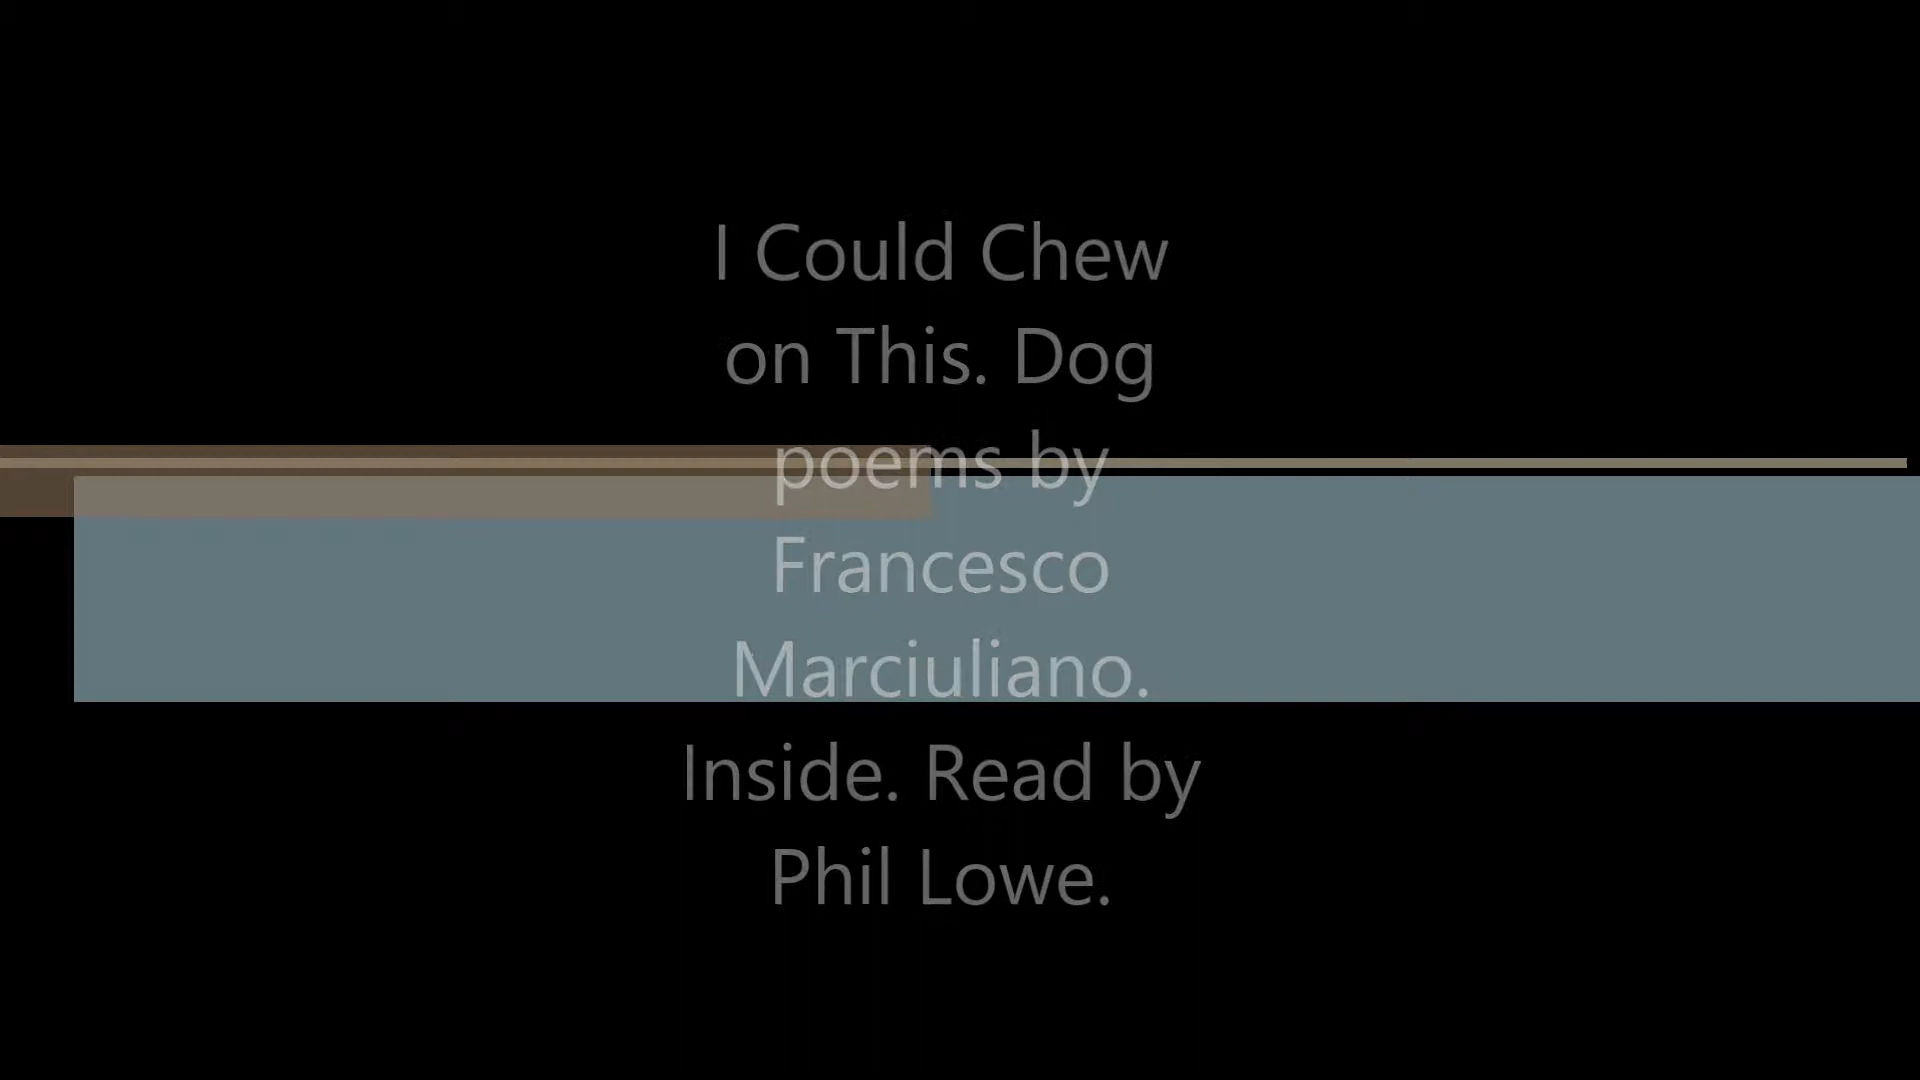 I Could Chew
on This. Dog
poems by
Francesco
Marciuliano.
Inside. Read by
Phil Lowe.